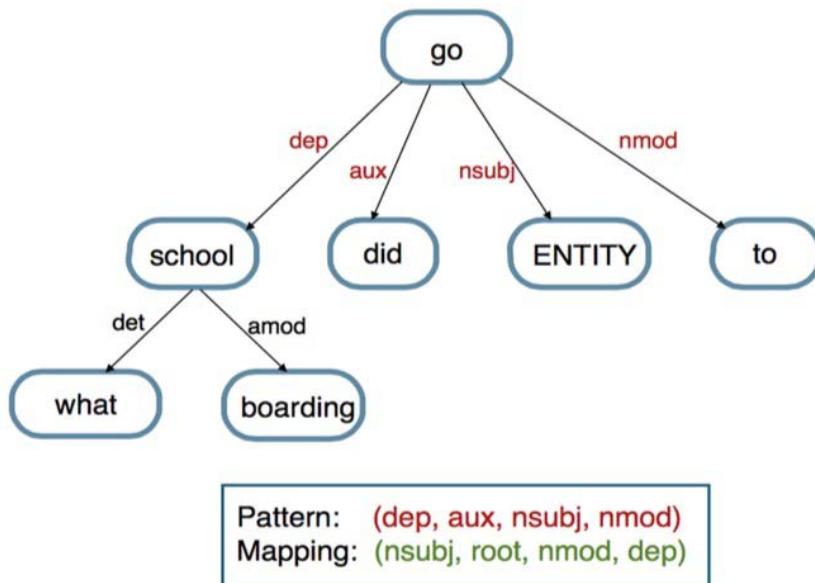 go
dep
aux
nsubj
nmod
school
did
ENTITY
to
det
amod
what
boarding
Pattern: (dep, aux, nsubj, nmod)
Mapping: (nsubj, root, nmod, dep)